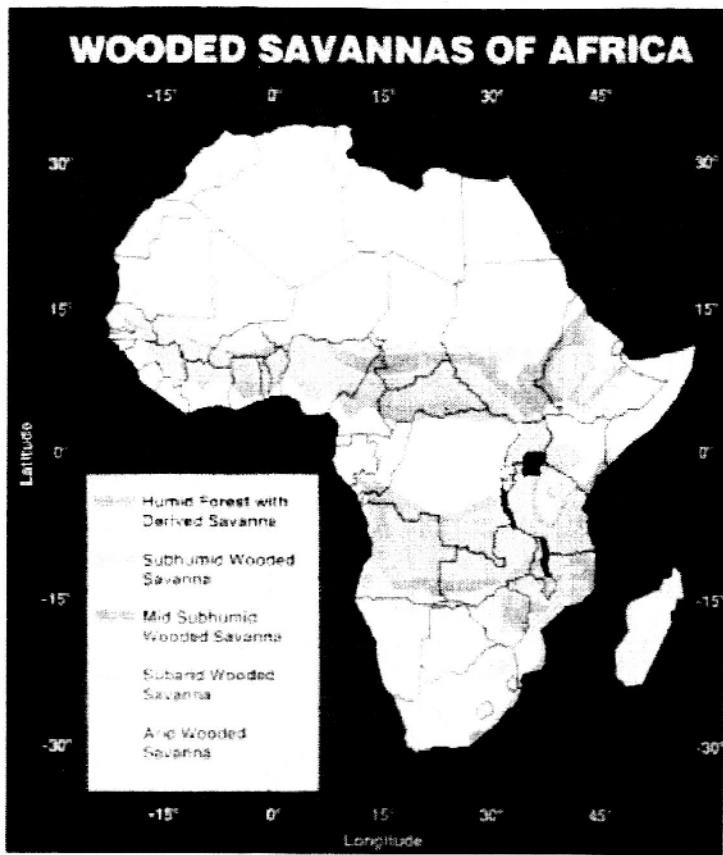 WOODED SAVANNAS OF AFRICA
-15° 0° 15° 30° 45°
30° 30°
15° 15°
0° 0°
Latitude
-15° -15°
-30° -30°
Humid Forest with
Derived Savanna
Subhumid Wooded
Savanna
Mid Subhumid
Wooded Savanna
Subarid Wooded
Savanna
Arid Wooded
Savanna
-15° 0° 15° 30° 45°
Longitude